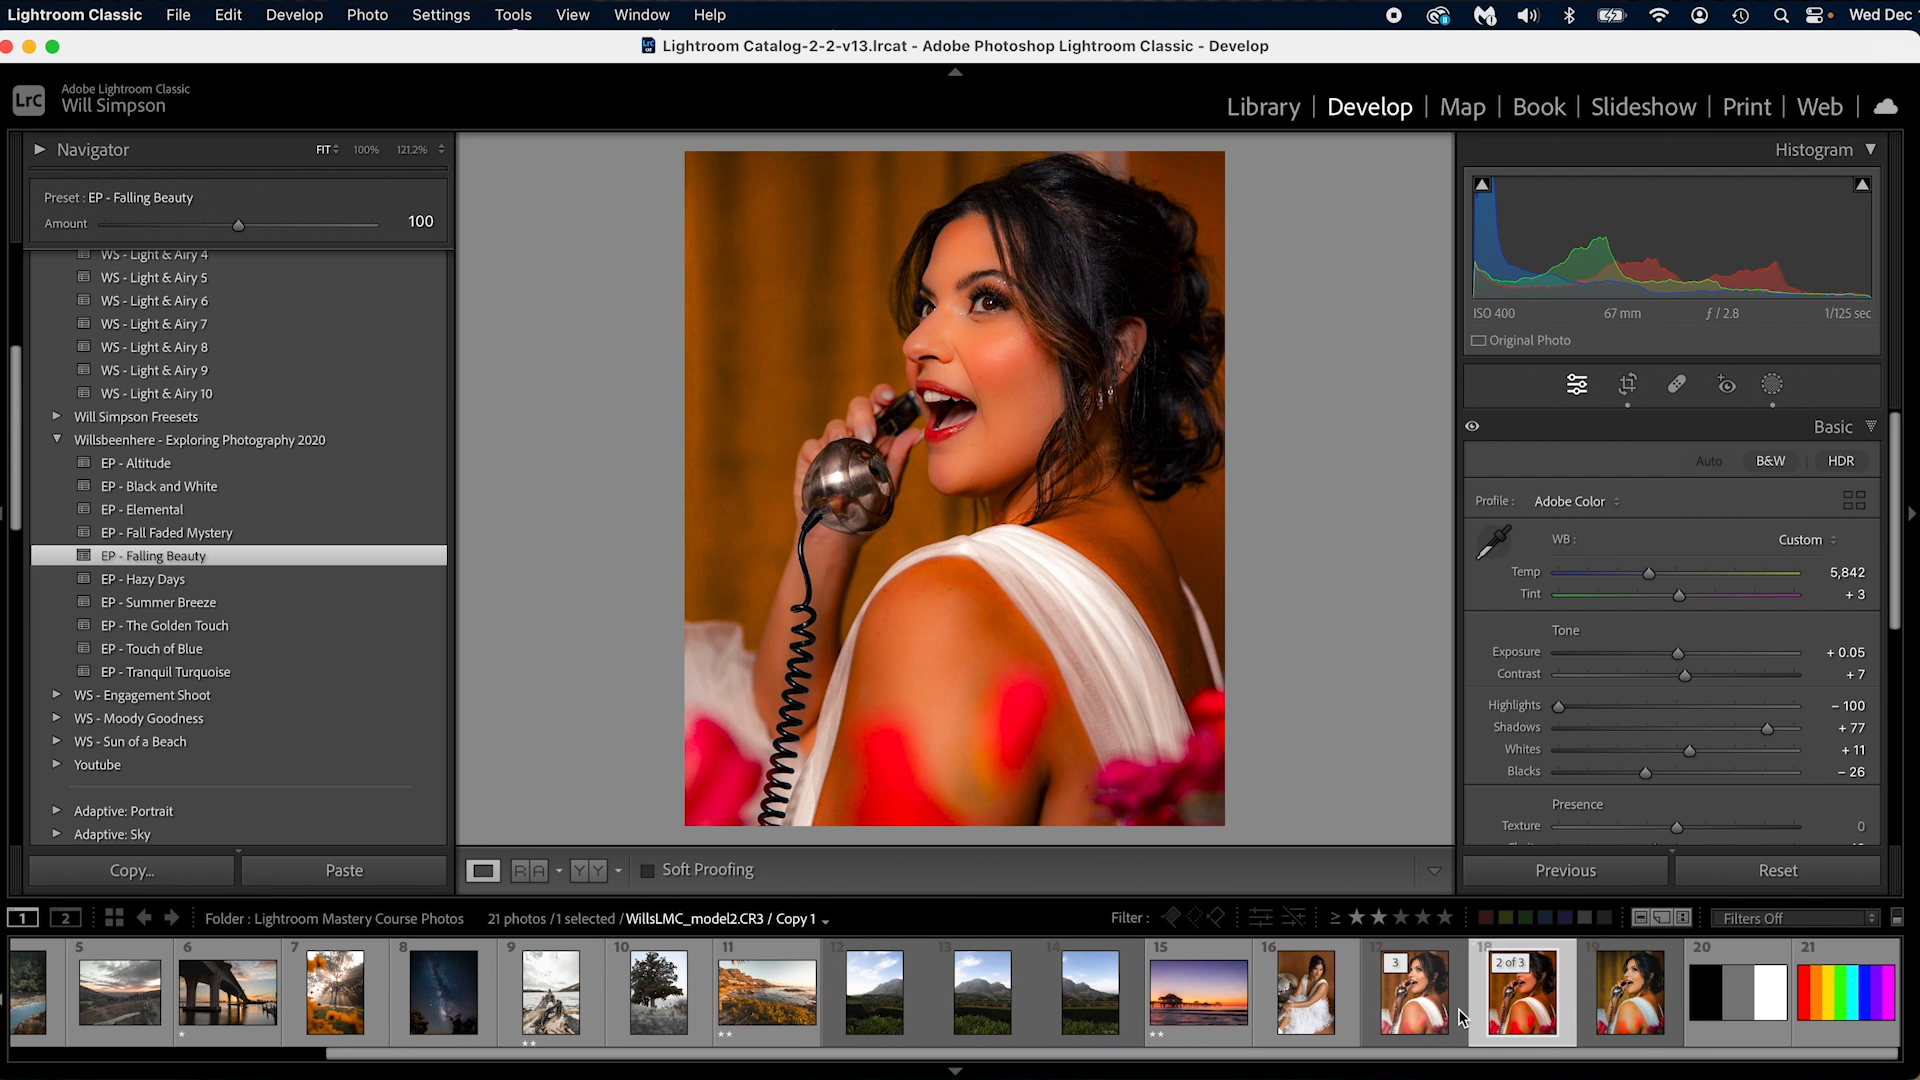 Lightroom Classic File Edit Develop Photo Settings Tools View Window Help Wed Dec
Lightroom Catalog-2-2-v13.lrcat - Adobe Photoshop Lightroom Classic - Develop
LrC
Adobe Lightroom Classic
Will Simpson
Library | Develop | Map | Book | Slideshow | Print | Web |
Navigator FIT 100% 121.2%
Preset : EP - Falling Beauty
Amount 100
WS - Light & Airy 4
WS - Light & Airy 5
WS - Light & Airy 6
WS - Light & Airy 7
WS - Light & Airy 8
WS - Light & Airy 9
WS - Light & Airy 10
Will Simpson Freesets
Willsbeenhere - Exploring Photography 2020
EP - Altitude
EP - Black and White
EP - Elemental
EP - Fall Faded Mystery
EP - Falling Beauty
EP - Hazy Days
EP - Summer Breeze
EP - The Golden Touch
EP - Touch of Blue
EP - Tranquil Turquoise
WS - Engagement Shoot
WS - Moody Goodness
WS - Sun of a Beach
Youtube
Adaptive: Portrait
Adaptive: Sky
Copy... Paste
R A Y Y Soft Proofing
Histogram
ISO 400 67 mm ƒ / 2.8 1/125 sec
Original Photo
Basic
Auto B&W HDR
Profile : Adobe Color
WB : Custom
Temp 5,842
Tint + 3
Tone
Exposure + 0.05
Contrast + 7
Highlights - 100
Shadows + 77
Whites + 11
Blacks - 26
Presence
Texture 0
Previous Reset
1 2 Folder : Lightroom Mastery Course Photos 21 photos /1 selected /WillsLMC_model2.CR3 / Copy 1 Filter : ≥ Filters Off
5 6 7 8 9 10 11 12 13 14 15 16 17 18 19 20 21
3 2 of 3